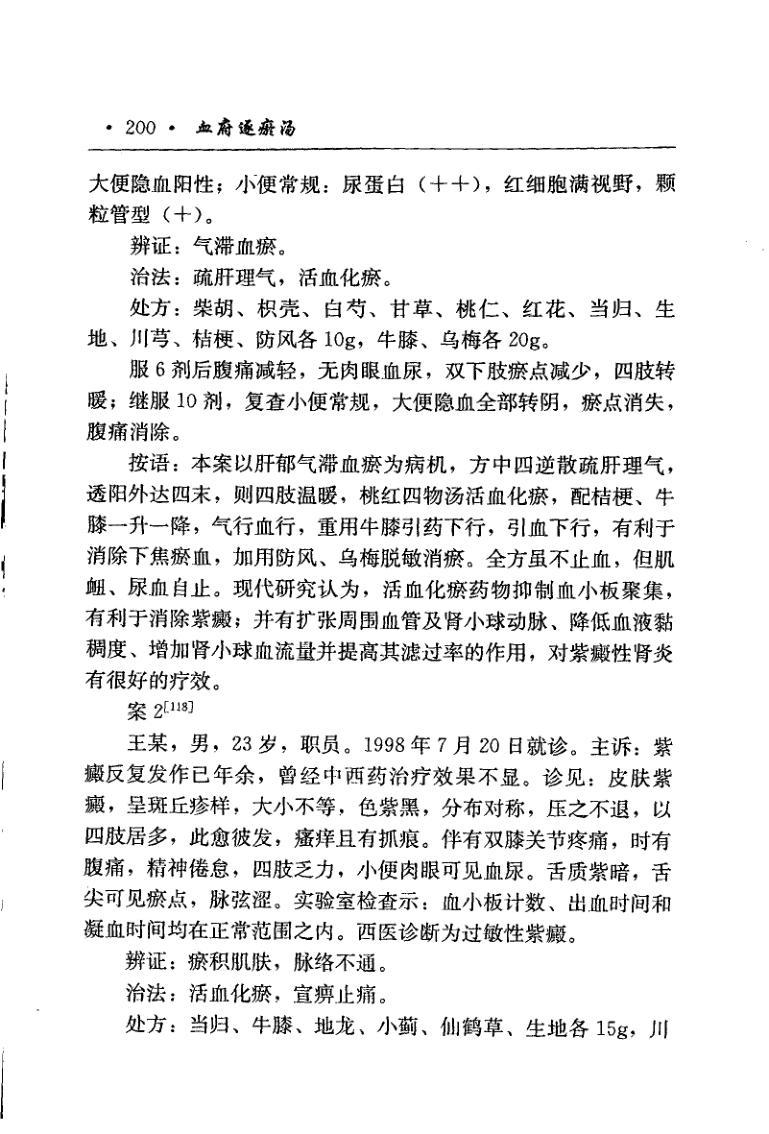 · 200 · 血府逐瘀汤
大便隐血阳性；小便常规：尿蛋白（＋＋），红细胞满视野，颗
粒管型（＋）。
辨证：气滞血瘀。
治法：疏肝理气，活血化瘀。
处方：柴胡、枳壳、白芍、甘草、桃仁、红花、当归、生
地、川芎、桔梗、防风各 10g，牛膝、乌梅各 20g。
服 6 剂后腹痛减轻，无肉眼血尿，双下肢瘀点减少，四肢转
暖；继服 10 剂，复查小便常规，大便隐血全部转阴，瘀点消失，
腹痛消除。
按语：本案以肝郁气滞血瘀为病机，方中四逆散疏肝理气，
透阳外达四末，则四肢温暖，桃红四物汤活血化瘀，配桔梗、牛
膝一升一降，气行血行，重用牛膝引药下行，引血下行，有利于
消除下焦瘀血，加用防风、乌梅脱敏消瘀。全方虽不止血，但肌
衄、尿血自止。现代研究认为，活血化瘀药物抑制血小板聚集，
有利于消除紫癜；并有扩张周围血管及肾小球动脉、降低血液黏
稠度、增加肾小球血流量并提高其滤过率的作用，对紫癜性肾炎
有很好的疗效。
案 2[118]
王某，男，23 岁，职员。1998 年 7 月 20 日就诊。主诉：紫
癜反复发作已年余，曾经中西药治疗效果不显。诊见：皮肤紫
癜，呈斑丘疹样，大小不等，色紫黑，分布对称，压之不退，以
四肢居多，此愈彼发，瘙痒且有抓痕。伴有双膝关节疼痛，时有
腹痛，精神倦怠，四肢乏力，小便肉眼可见血尿。舌质紫暗，舌
尖可见瘀点，脉弦涩。实验室检查示：血小板计数、出血时间和
凝血时间均在正常范围之内。西医诊断为过敏性紫癜。
辨证：瘀积肌肤，脉络不通。
治法：活血化瘀，宣痹止痛。
处方：当归、牛膝、地龙、小蓟、仙鹤草、生地各 15g，川